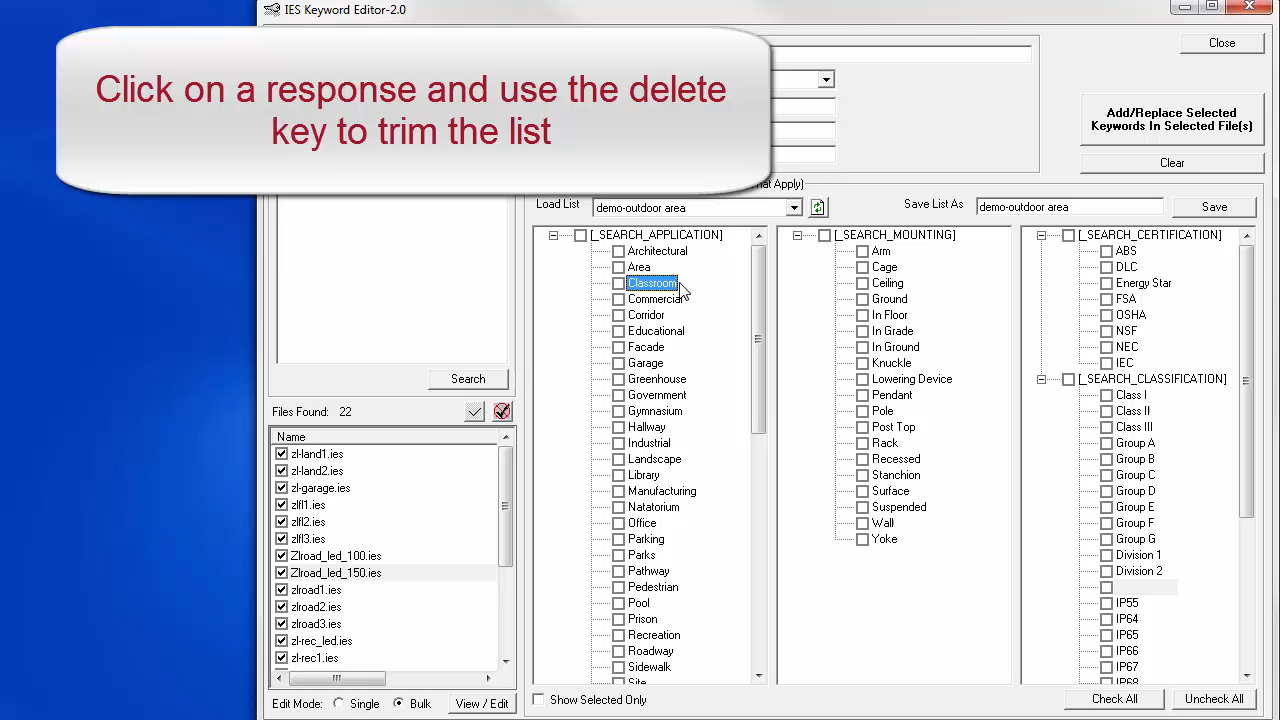 IES Keyword Editor-2.0
Click on a response and use the delete
key to trim the list
Close
Add/Replace Selected
Keywords In Selected File(s)
Clear
Apply)
Load List
demo-outdoor area
Save List As
demo-outdoor area
Save
[_SEARCH_APPLICATION]
Architectural
Area
Classroom
Commercial
Corridor
Educational
Facade
Garage
Greenhouse
Government
Gymnasium
Hallway
Industrial
Landscape
Library
Manufacturing
Natatorium
Office
Parking
Parks
Pathway
Pedestrian
Pool
Prison
Recreation
Roadway
Sidewalk
Site
[_SEARCH_MOUNTING]
Arm
Cage
Ceiling
Ground
In Floor
In Grade
In Ground
Knuckle
Lowering Device
Pendant
Pole
Post Top
Rack
Recessed
Stanchion
Surface
Suspended
Wall
Yoke
[_SEARCH_CERTIFICATION]
ABS
DLC
Energy Star
FSA
OSHA
NSF
NEC
IEC
[_SEARCH_CLASSIFICATION]
Class I
Class II
Class III
Group A
Group B
Group C
Group D
Group E
Group F
Group G
Division 1
Division 2
IP55
IP64
IP65
IP66
IP67
IP68
Search
Files Found: 22
Name
zl-land1.ies
zl-land2.ies
zl-garage.ies
zlfl1.ies
zlfl2.ies
zlfl3.ies
Zlroad_led_100.ies
Zlroad_led_150.ies
zlroad1.ies
zlroad2.ies
zlroad3.ies
zl-rec_led.ies
zl-rec1.ies
Edit Mode: Single Bulk View / Edit
Show Selected Only
Check All
Uncheck All